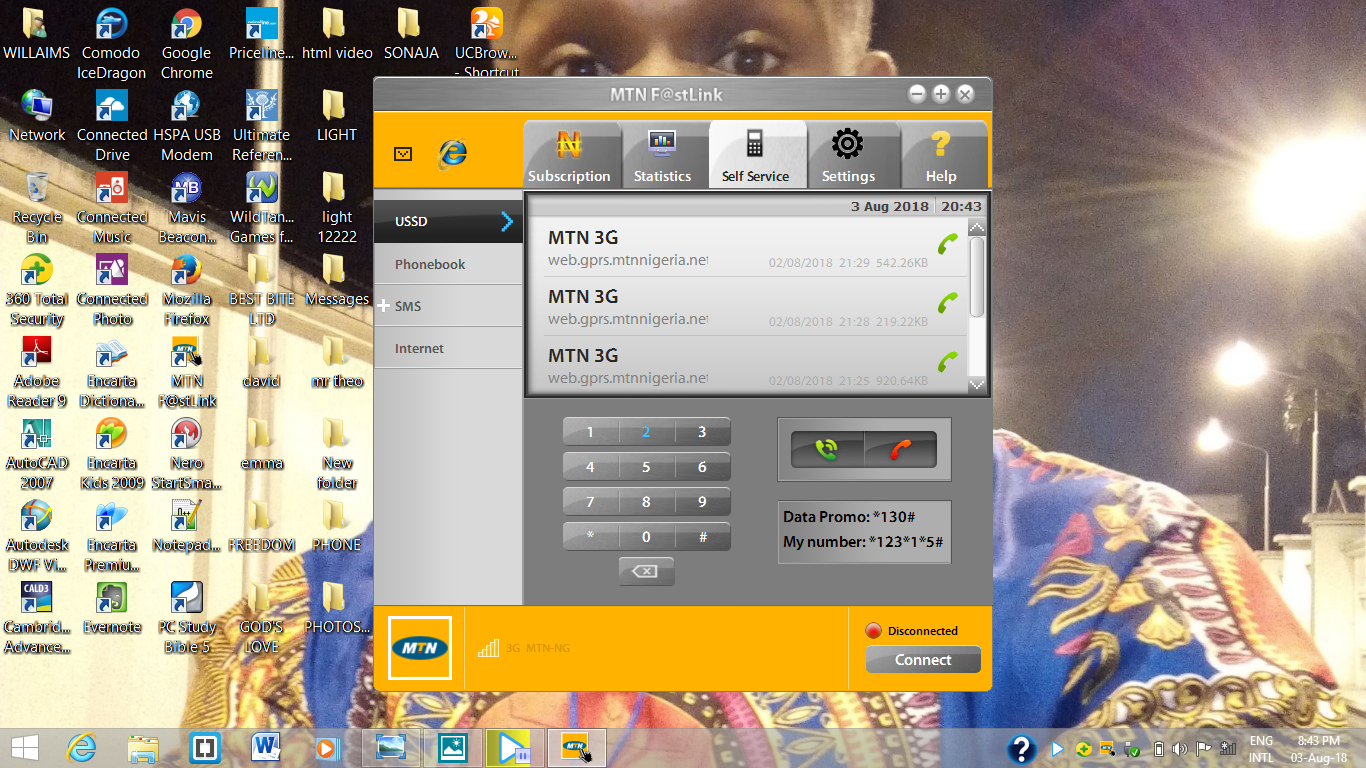 WILLAIMS
Comodo
IceDragon
Google
Chrome
Priceline...
html video
SONAJA
UCBrow...
- Shortcut
Network
Connected
Drive
HSPA USB
Modem
Ultimate
Referen...
LIGHT
Recycle
Bin
Connected
Music
Mavis
Beacon...
WildTan...
Games f...
light
12222
360 Total
Security
Connected
Photo
Mozilla
Firefox
BEST BITE
LTD
Messages
Adobe
Reader 9
Encarta
Dictiona...
MTN
F@stLink
david
mr theo
AutoCAD
2007
Encarta
Kids 2009
Nero
StartSma...
emma
New
folder
Autodesk
DWF Vi...
Encarta
Premiu...
Notepad...
FREEDOM
PHONE
CALD3
Cambrid...
Advance...
Evernote
PC Study
Bible 5
GOD'S
LOVE
PHOTOS...
MTN F@stLink
Subscription
Statistics
Self Service
Settings
Help
USSD
Phonebook
SMS
Internet
3 Aug 2018 20:43
MTN 3G
web.gprs.mtnnigeria.net 02/08/2018 21:29 542.26KB
MTN 3G
web.gprs.mtnnigeria.net 02/08/2018 21:28 219.22KB
MTN 3G
web.gprs.mtnnigeria.net 02/08/2018 21:25 920.64KB
1 2 3
4 5 6
7 8 9
* 0 #
Data Promo: *130#
My number: *123*1*5#
MTN
3G MTN-NG
Disconnected
Connect
ENG
INTL
8:43 PM
03-Aug-18